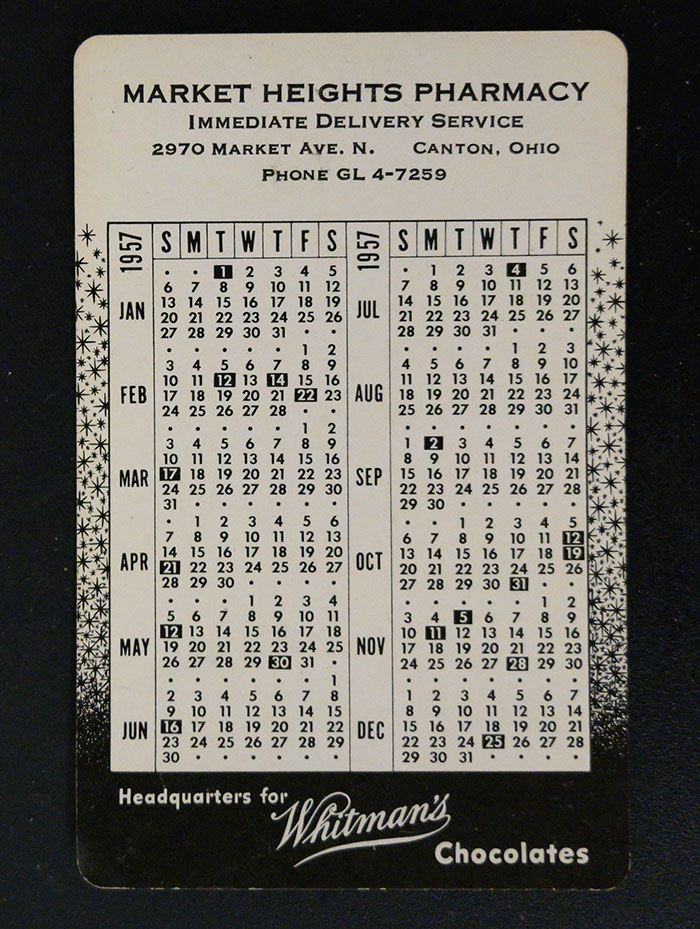 MARKET HEIGHTS PHARMACY
IMMEDIATE DELIVERY SERVICE
2970 MARKET AVE. N. CANTON, OHIO
PHONE GL 4-7259
1957 S M T W T F S
JAN
· · 1 2 3 4 5
6 7 8 9 10 11 12
13 14 15 16 17 18 19
20 21 22 23 24 25 26
27 28 29 30 31 · ·
FEB
· · · · · 1 2
3 4 5 6 7 8 9
10 11 12 13 14 15 16
17 18 19 20 21 22 23
24 25 26 27 28 · ·
MAR
· · · · · 1 2
3 4 5 6 7 8 9
10 11 12 13 14 15 16
17 18 19 20 21 22 23
24 25 26 27 28 29 30
31 · · · · · ·
APR
· 1 2 3 4 5 6
7 8 9 10 11 12 13
14 15 16 17 18 19 20
21 22 23 24 25 26 27
28 29 30 · · · ·
MAY
· · · 1 2 3 4
5 6 7 8 9 10 11
12 13 14 15 16 17 18
19 20 21 22 23 24 25
26 27 28 29 30 31 ·
JUN
· · · · · · 1
2 3 4 5 6 7 8
9 10 11 12 13 14 15
16 17 18 19 20 21 22
23 24 25 26 27 28 29
30 · · · · · ·
1957 S M T W T F S
JUL
· 1 2 3 4 5 6
7 8 9 10 11 12 13
14 15 16 17 18 19 20
21 22 23 24 25 26 27
28 29 30 31 · · ·
AUG
· · · · 1 2 3
4 5 6 7 8 9 10
11 12 13 14 15 16 17
18 19 20 21 22 23 24
25 26 27 28 29 30 31
SEP
· · · · · · ·
1 2 3 4 5 6 7
8 9 10 11 12 13 14
15 16 17 18 19 20 21
22 23 24 25 26 27 28
29 30 · · · · ·
OCT
· · 1 2 3 4 5
6 7 8 9 10 11 12
13 14 15 16 17 18 19
20 21 22 23 24 25 26
27 28 29 30 31 · ·
NOV
· · · · · 1 2
3 4 5 6 7 8 9
10 11 12 13 14 15 16
17 18 19 20 21 22 23
24 25 26 27 28 29 30
DEC
· · · · · · ·
1 2 3 4 5 6 7
8 9 10 11 12 13 14
15 16 17 18 19 20 21
22 23 24 25 26 27 28
29 30 31 · · · ·
Headquarters for
Whitman's
Chocolates